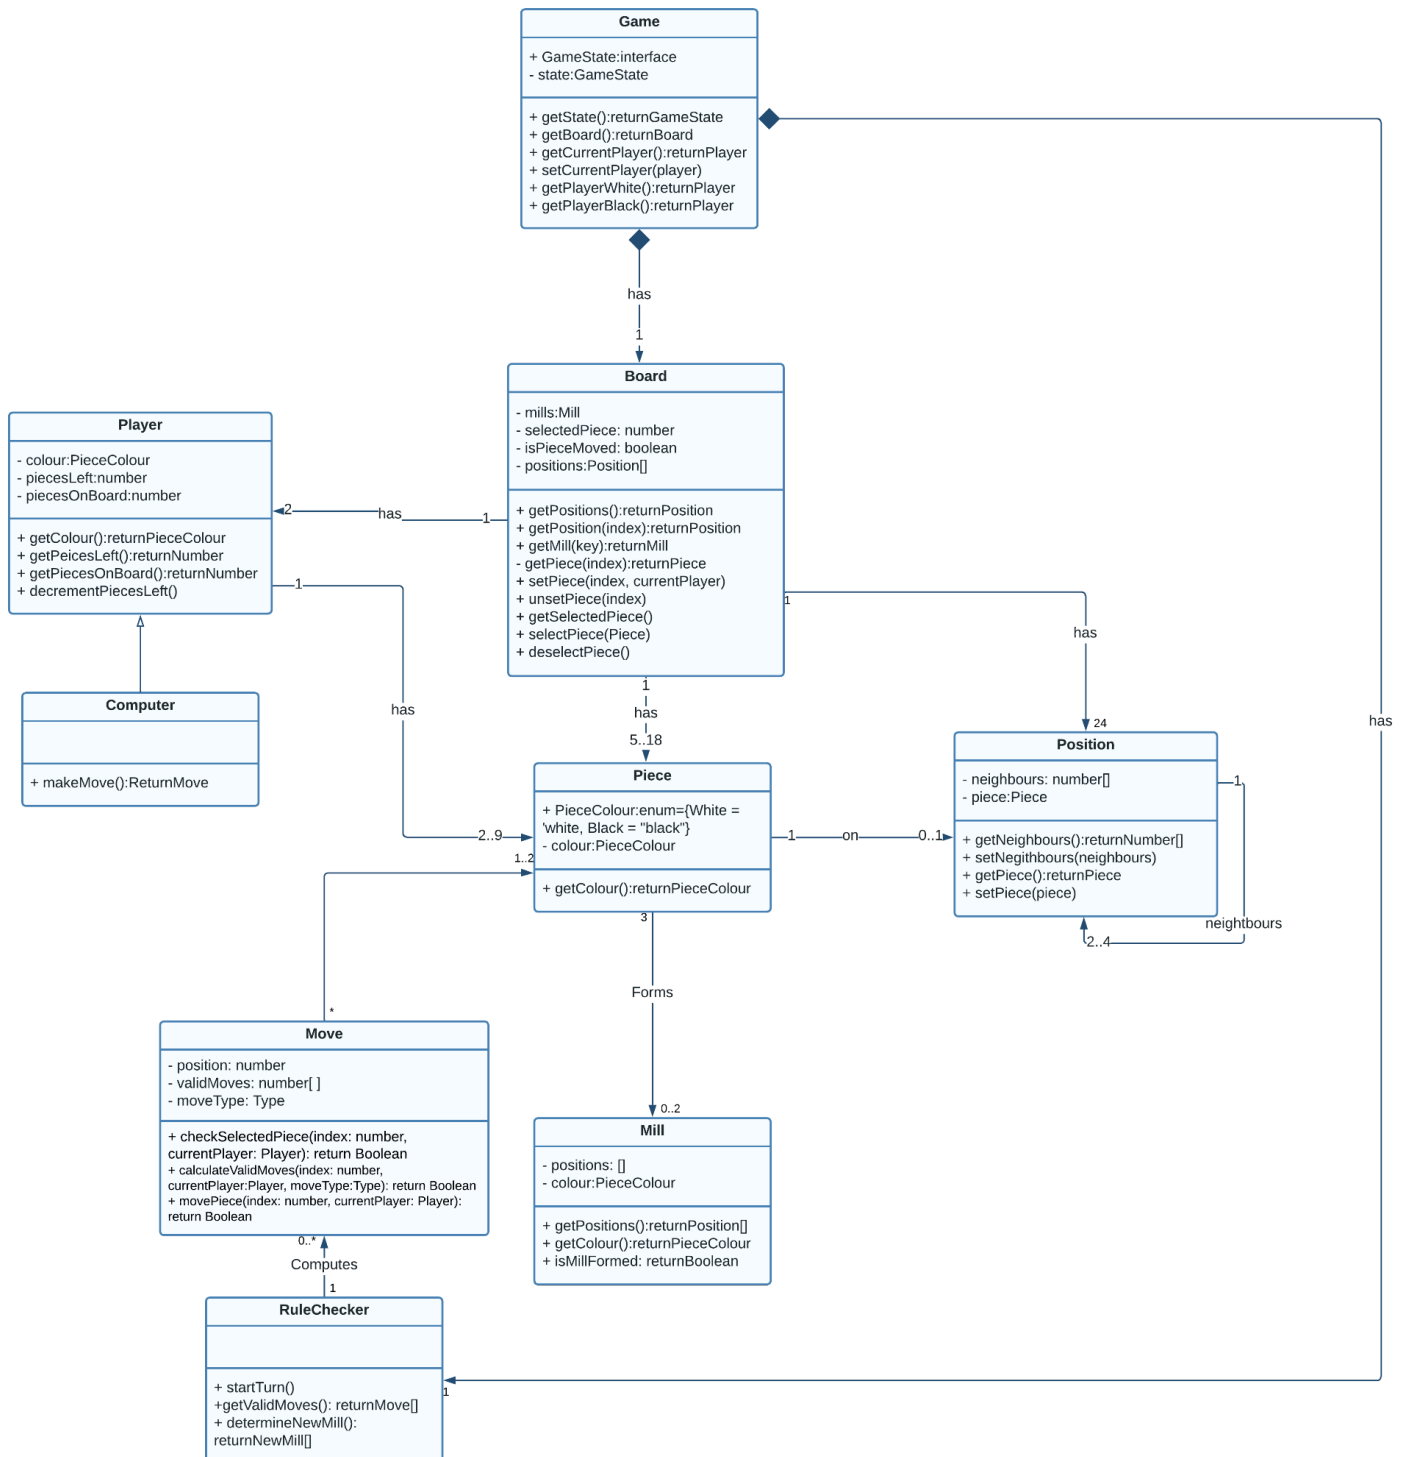 Game
+ GameState:interface
- state:GameState
+ getState():returnGameState
+ getBoard():returnBoard
+ getCurrentPlayer():returnPlayer
+ setCurrentPlayer(player)
+ getPlayerWhite():returnPlayer
+ getPlayerBlack():returnPlayer
has
1
Board
- mills:Mill
- selectedPiece: number
- isPieceMoved: boolean
- positions:Position[]
+ getPositions():returnPosition
+ getPosition(index):returnPosition
+ getMill(key):returnMill
- getPiece(index):returnPiece
+ setPiece(index, currentPlayer)
+ unsetPiece(index)
+ getSelectedPiece()
+ selectPiece(Piece)
+ deselectPiece()
Player
- colour:PieceColour
- piecesLeft:number
- piecesOnBoard:number
+ getColour():returnPieceColour
+ getPeicesLeft():returnNumber
+ getPiecesOnBoard():returnNumber
+ decrementPiecesLeft()
2
has
1
1
has
2..9
Computer
+ makeMove():ReturnMove
1
has
5..18
1
has
24
has
Piece
+ PieceColour:enum={White =
'white, Black = "black"}
- colour:PieceColour
+ getColour():returnPieceColour
1
on
0..1
Position
- neighbours: number[]
- piece:Piece
+ getNeighbours():returnNumber[]
+ setNegithbours(neighbours)
+ getPiece():returnPiece
+ setPiece(piece)
1
neightbours
2..4
1..2
*
3
Forms
0..2
Move
- position: number
- validMoves: number[ ]
- moveType: Type
+ checkSelectedPiece(index: number,
currentPlayer: Player): return Boolean
+ calculateValidMoves(index: number,
currentPlayer:Player, moveType:Type): return Boolean
+ movePiece(index: number, currentPlayer: Player):
return Boolean
Mill
- positions: []
- colour:PieceColour
+ getPositions():returnPosition[]
+ getColour():returnPieceColour
+ isMillFormed: returnBoolean
0..*
Computes
1
RuleChecker
+ startTurn()
+getValidMoves(): returnMove[]
+ determineNewMill():
returnNewMill[]
1